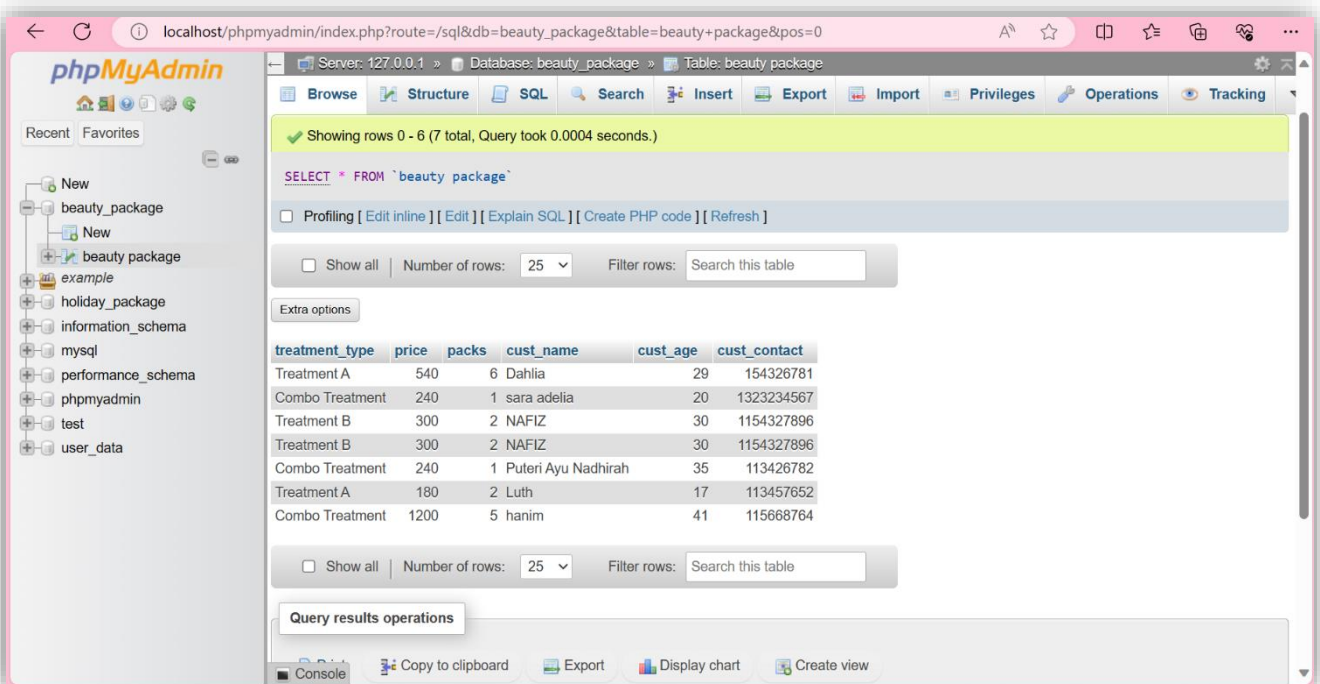 localhost/phpmyadmin/index.php?route=/sql&db=beauty_package&table=beauty+package&pos=0
phpMyAdmin
Recent Favorites
New
beauty_package
New
beauty package
example
holiday_package
information_schema
mysql
performance_schema
phpmyadmin
test
user_data
Server: 127.0.0.1 » Database: beauty_package » Table: beauty package
Browse Structure SQL Search Insert Export Import Privileges Operations Tracking
Showing rows 0 - 6 (7 total, Query took 0.0004 seconds.)
SELECT * FROM `beauty package`
Profiling [ Edit inline ] [ Edit ] [ Explain SQL ] [ Create PHP code ] [ Refresh ]
Show all | Number of rows: 25 Filter rows: Search this table
Extra options
treatment_type price packs cust_name cust_age cust_contact
Treatment A 540 6 Dahlia 29 154326781
Combo Treatment 240 1 sara adelia 20 1323234567
Treatment B 300 2 NAFIZ 30 1154327896
Treatment B 300 2 NAFIZ 30 1154327896
Combo Treatment 240 1 Puteri Ayu Nadhirah 35 113426782
Treatment A 180 2 Luth 17 113457652
Combo Treatment 1200 5 hanim 41 115668764
Show all | Number of rows: 25 Filter rows: Search this table
Query results operations
Copy to clipboard Export Display chart Create view
Console